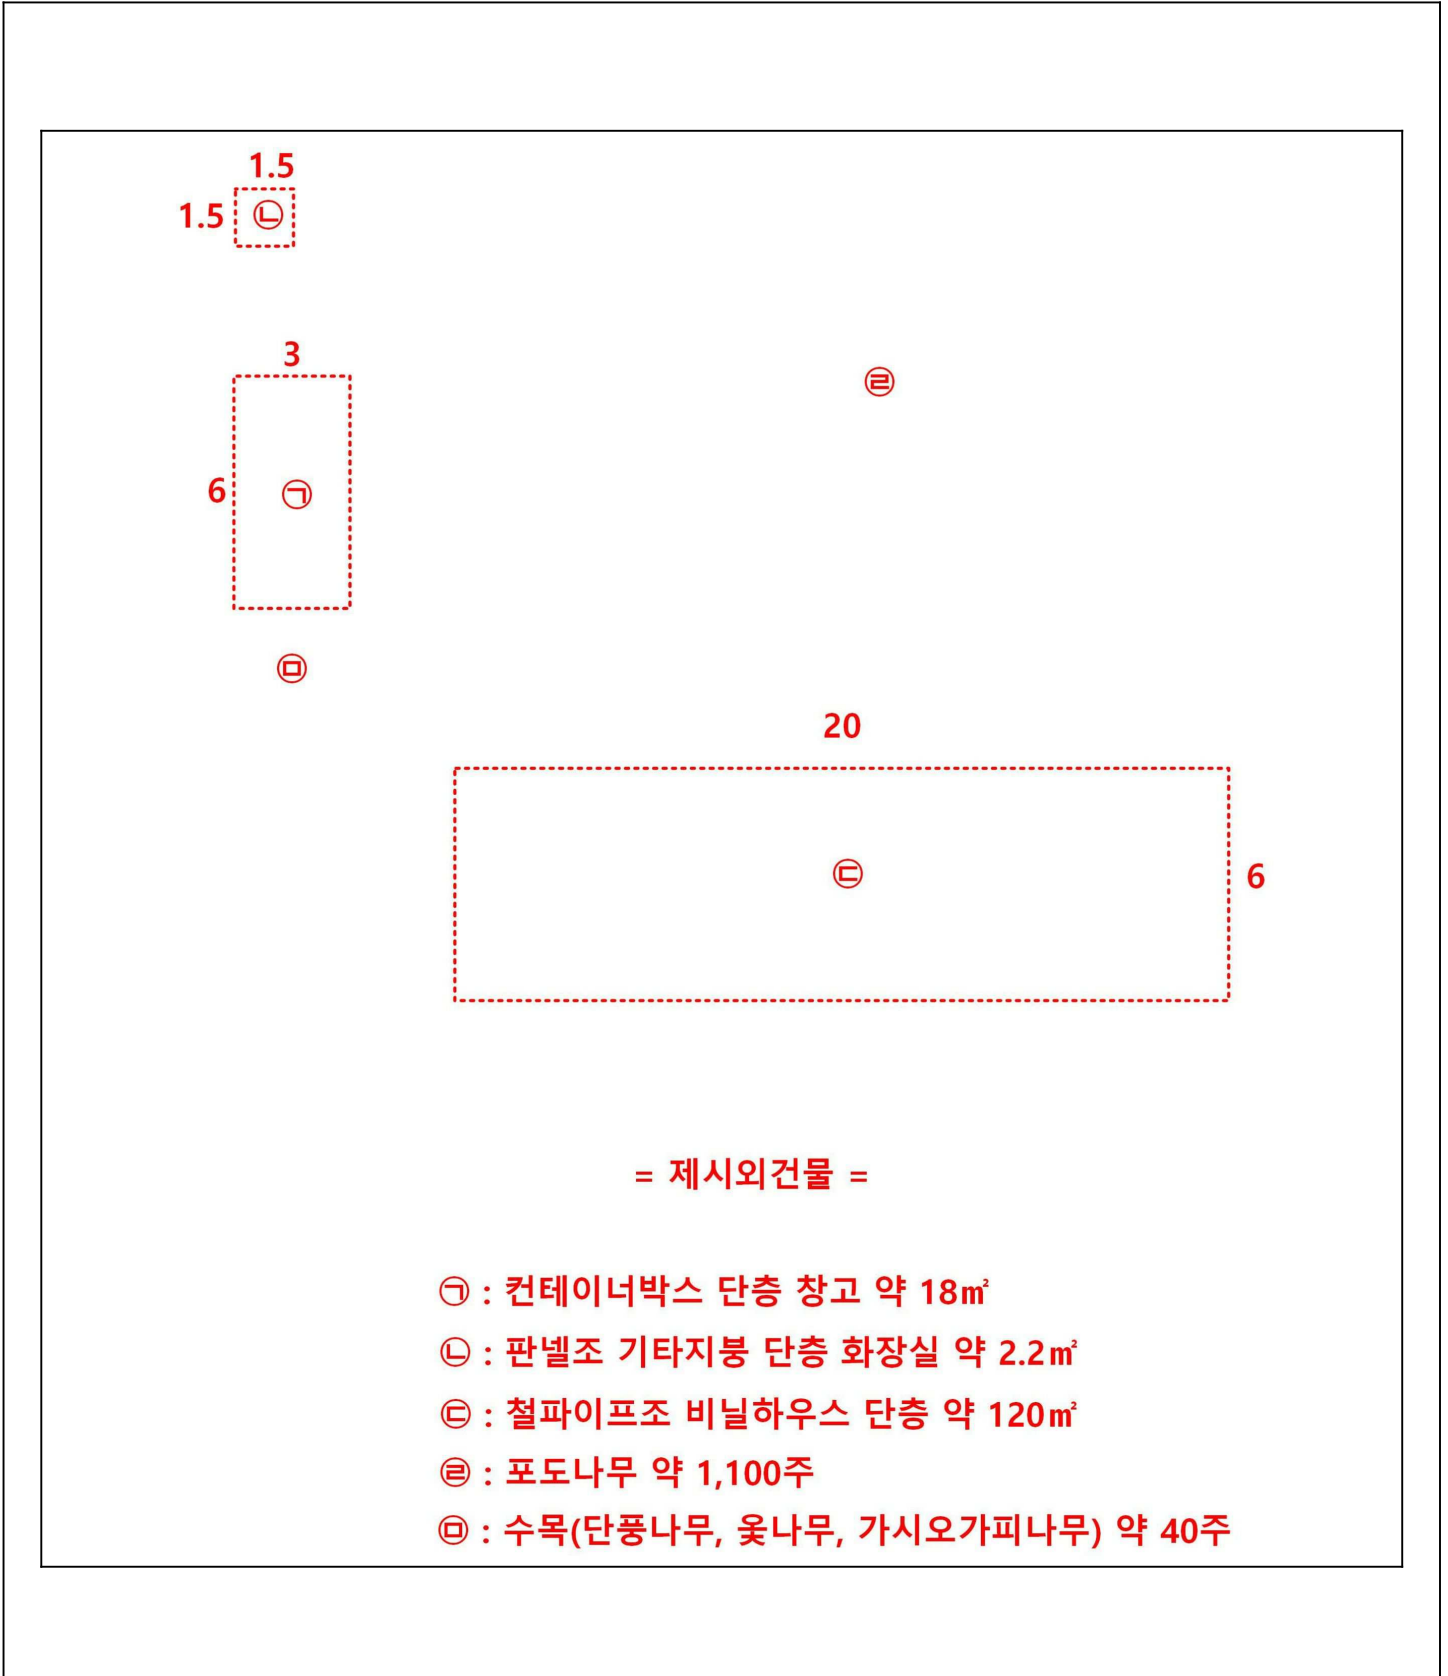 1.5
1.5 ㉡
3
㉣
6 ㉠
㉤
20
㉢ 6
= 제시외건물 =
㉠ : 컨테이너박스 단층 창고 약 18㎡
㉡ : 판넬조 기타지붕 단층 화장실 약 2.2㎡
㉢ : 철파이프조 비닐하우스 단층 약 120㎡
㉣ : 포도나무 약 1,100주
㉤ : 수목(단풍나무, 옻나무, 가시오가피나무) 약 40주